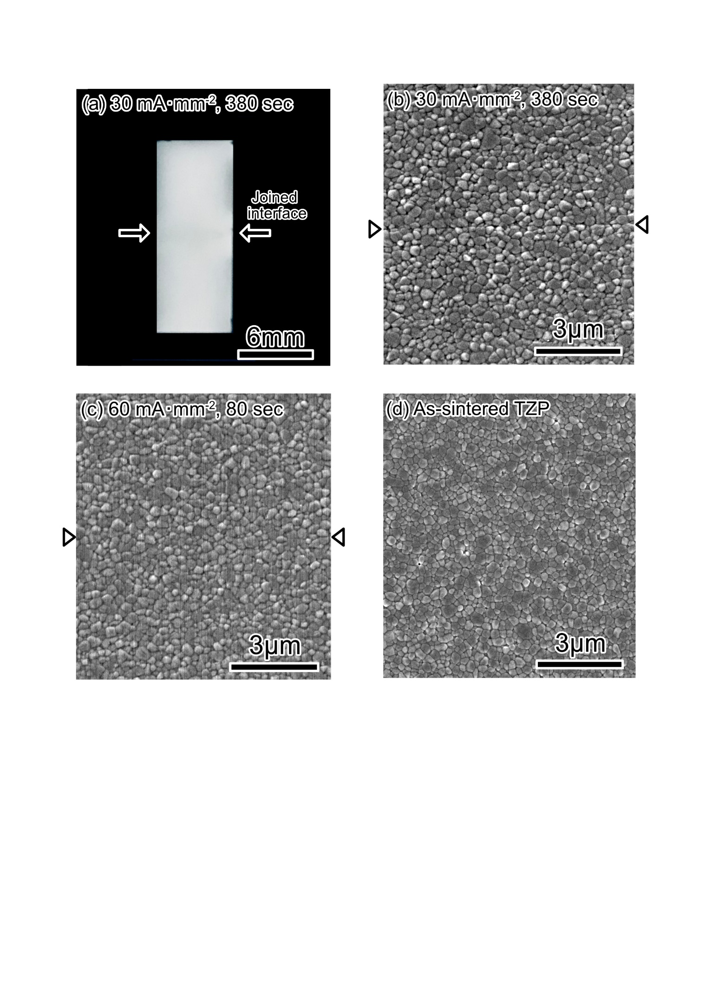 (a) 30 mA·mm⁻², 380 sec
Joined
interface
6mm
(b) 30 mA·mm⁻², 380 sec
3μm
(c) 60 mA·mm⁻², 80 sec
3μm
(d) As-sintered TZP
3μm